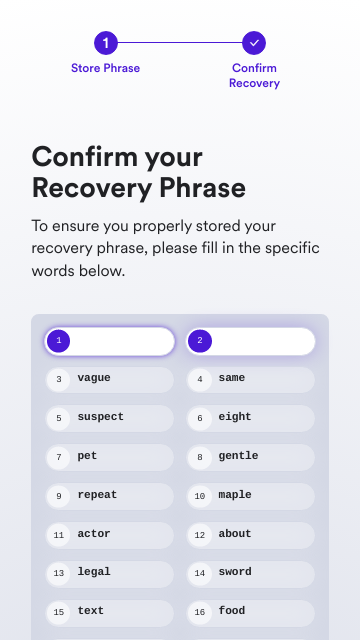 1
Store Phrase
Confirm
Recovery
Confirm your
Recovery Phrase
To ensure you properly stored your
recovery phrase, please fill in the specific
words below.
1 2
3 vague 4 same
5 suspect 6 eight
7 pet 8 gentle
9 repeat 10 maple
11 actor 12 about
13 legal 14 sword
15 text 16 food